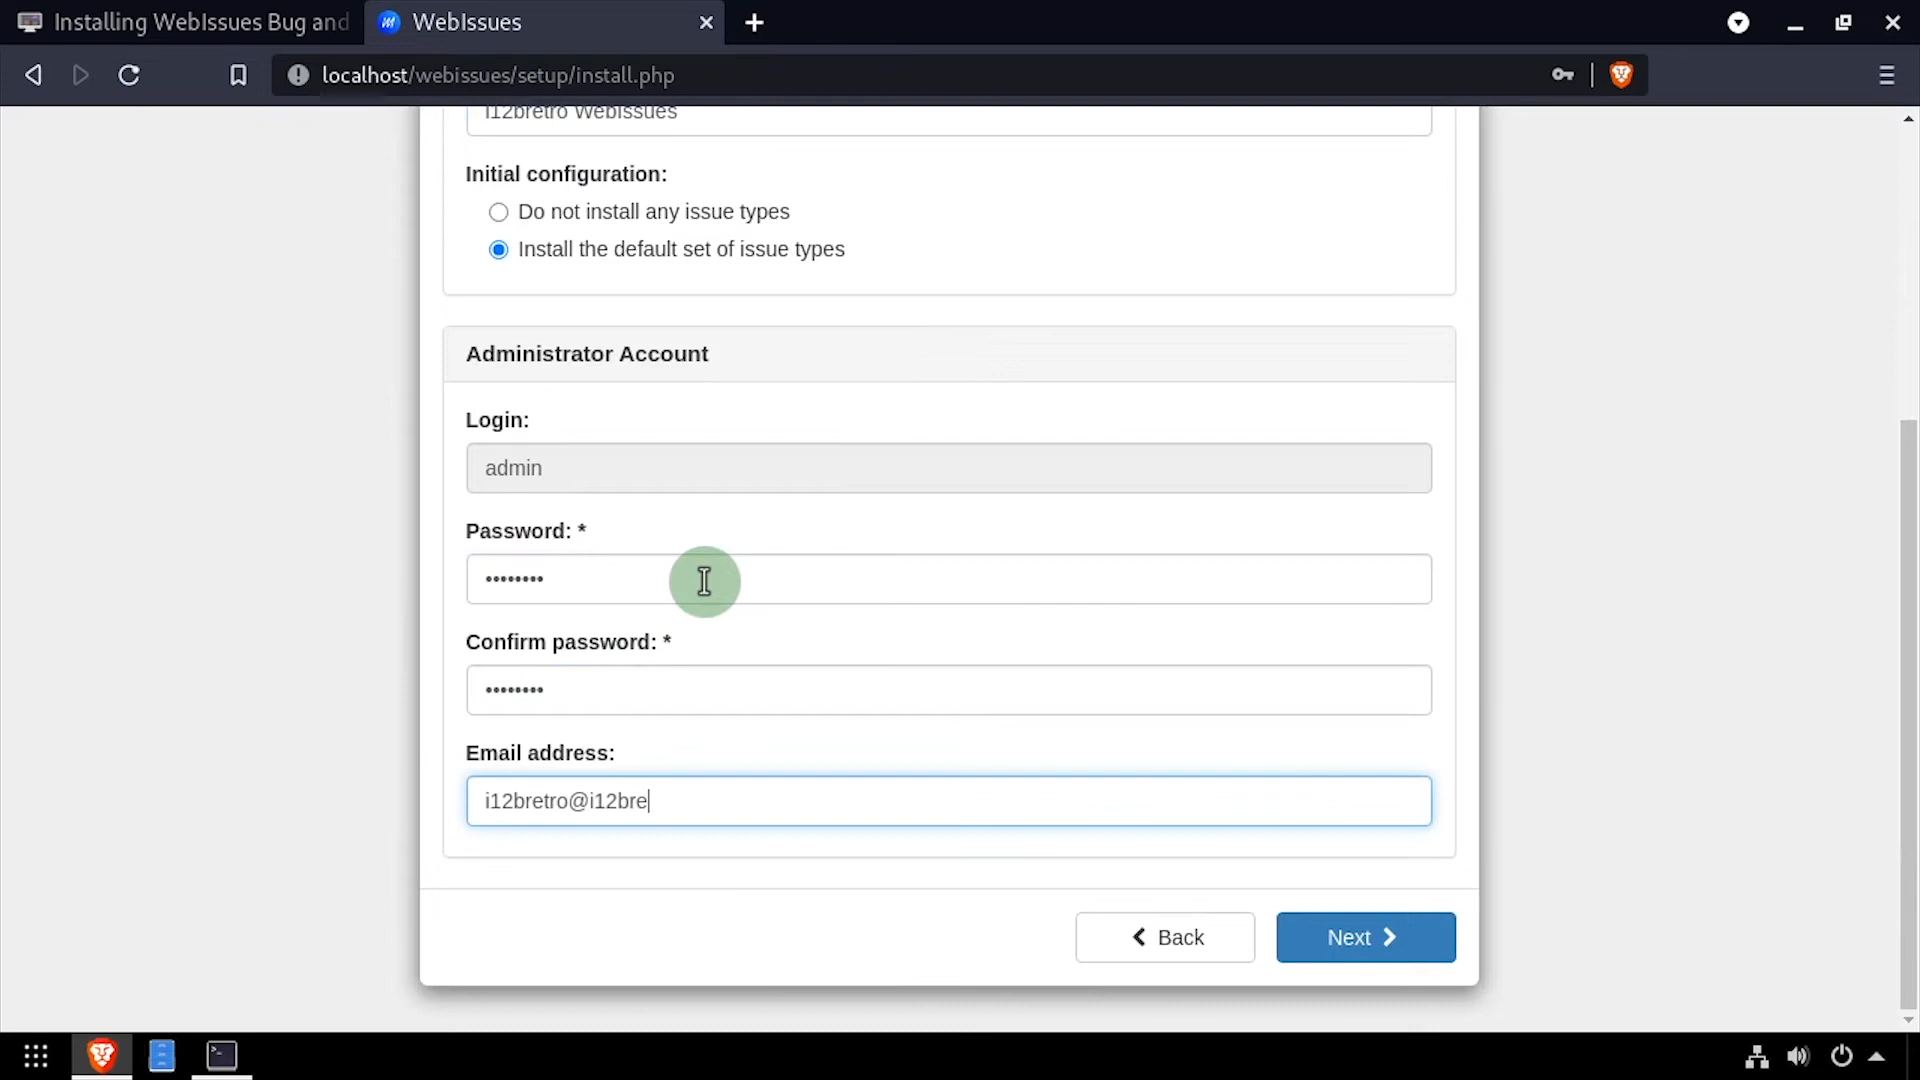 Installing WebIssues Bug and
WebIssues
localhost/webissues/setup/install.php
i12bretro WebIssues
Initial configuration:
Do not install any issue types
Install the default set of issue types
Administrator Account
Login:
admin
Password: *
••••••••
Confirm password: *
••••••••
Email address:
i12bretro@i12bre
Back
Next